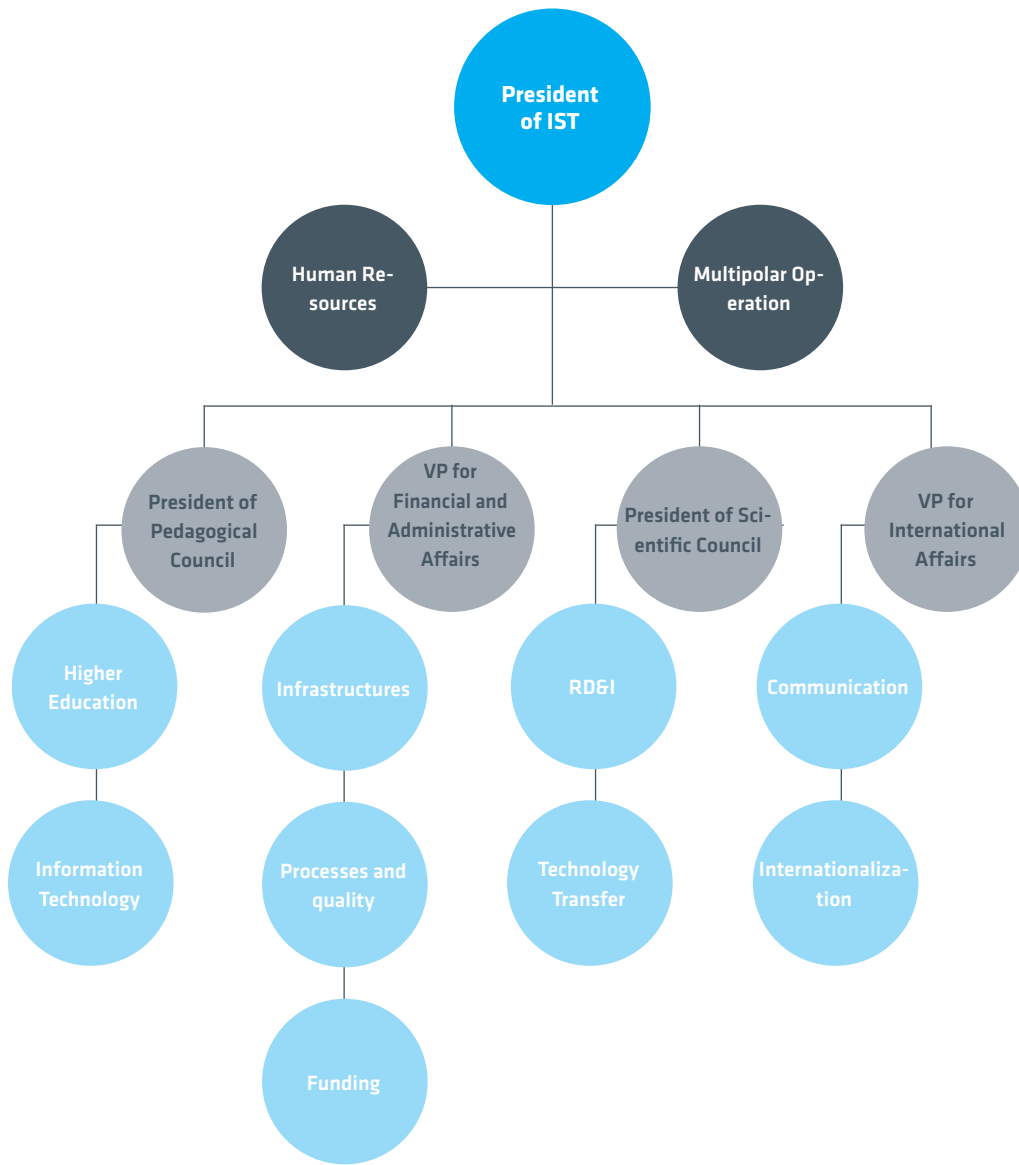 President
of IST
Human Re-
sources
Multipolar Op-
eration
President of
Pedagogical
Council
VP for
Financial and
Administrative
Affairs
President of Sci-
entific Council
VP for
International
Affairs
Higher
Education
Infrastructures
RD&I
Communication
Information
Technology
Processes and
quality
Technology
Transfer
Internationaliza-
tion
Funding